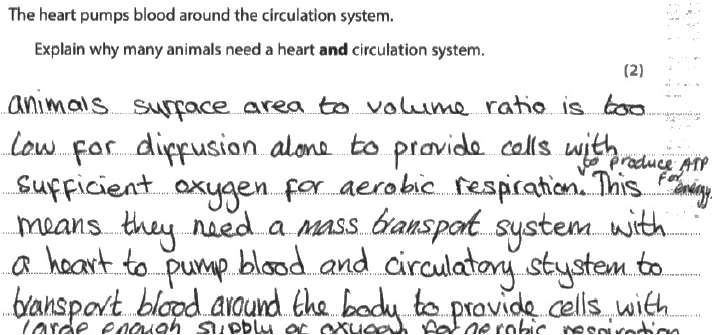 The heart pumps blood around the circulation system.
Explain why many animals need a heart and circulation system.
(2)
animals surface area to volume ratio is too
low for diffusion alone to provide cells with
to produce ATP
for energy.
sufficient oxygen for aerobic respiration. This
means they need a mass transport system with
a heart to pump blood and circulatory stystem to
transport blood around the body to provide cells with
large enough supply of oxygen for aerobic respiration